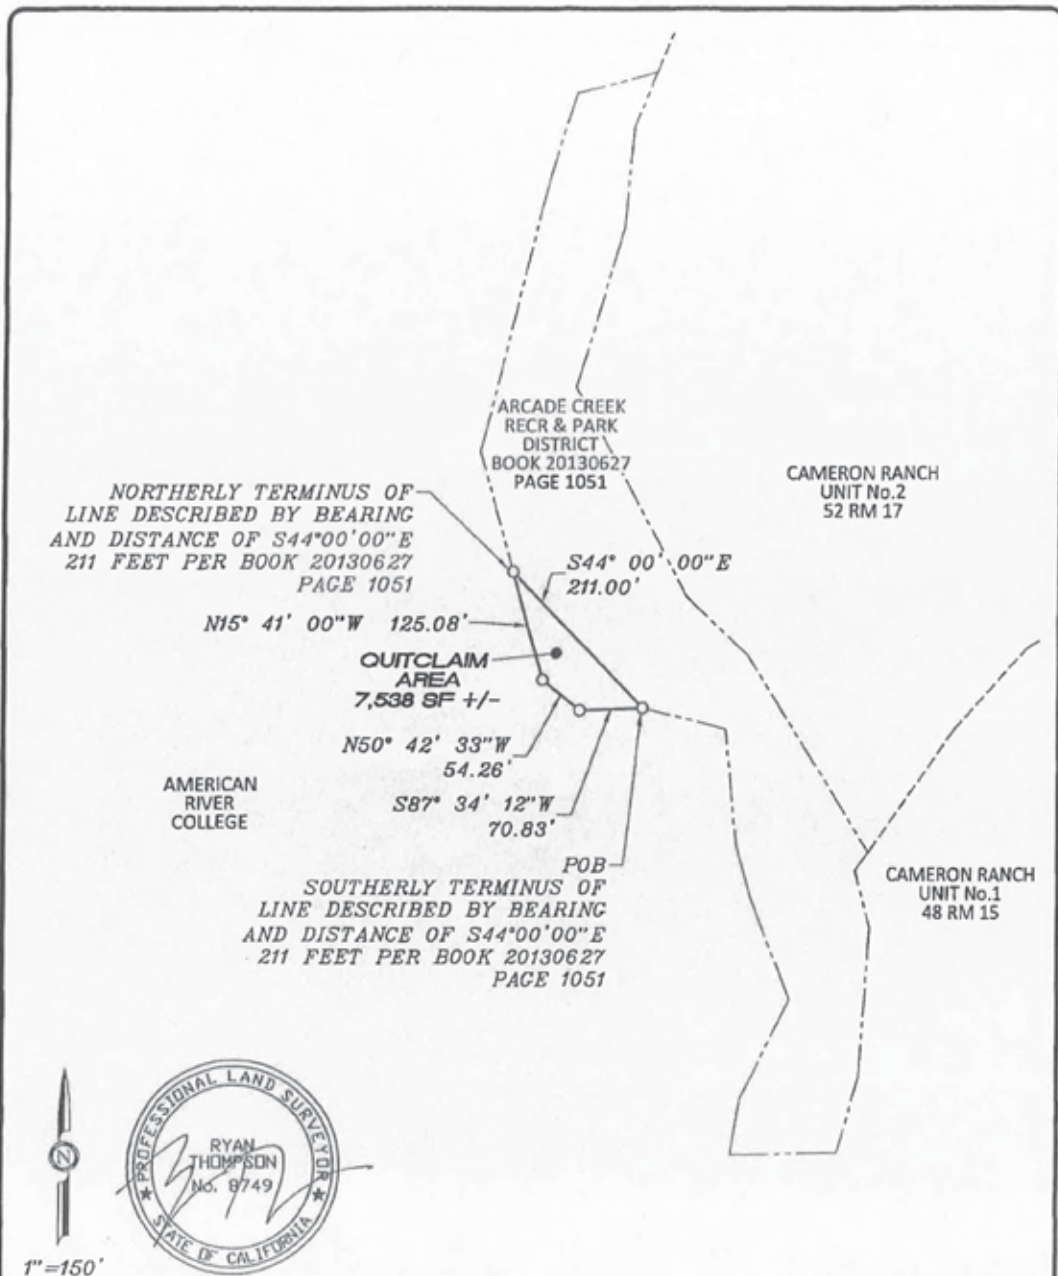 ARCADE CREEK
RECR & PARK
DISTRICT
BOOK 20130627
PAGE 1051
CAMERON RANCH
UNIT No.2
52 RM 17
NORTHERLY TERMINUS OF
LINE DESCRIBED BY BEARING
AND DISTANCE OF S44°00'00"E
211 FEET PER BOOK 20130627
PAGE 1051
S44° 00' 00"E
211.00'
N15° 41' 00"W 125.08'
QUITCLAIM
AREA
7,538 SF +/-
N50° 42' 33"W
54.26'
AMERICAN
RIVER
COLLEGE
S87° 34' 12"W
70.83'
POB
SOUTHERLY TERMINUS OF
LINE DESCRIBED BY BEARING
AND DISTANCE OF S44°00'00"E
211 FEET PER BOOK 20130627
PAGE 1051
CAMERON RANCH
UNIT No.1
48 RM 15
N
1"=150'
PROFESSIONAL LAND SURVEYOR
RYAN
THOMPSON
No. 8749
STATE OF CALIFORNIA